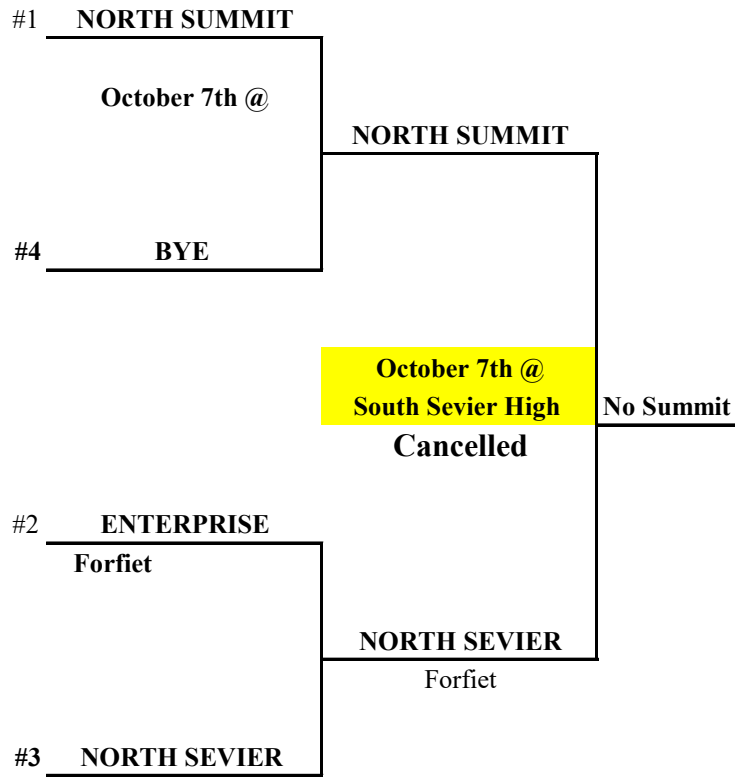 #1 NORTH SUMMIT
October 7th @
NORTH SUMMIT
#4 BYE
October 7th @
South Sevier High
No Summit
Cancelled
#2 ENTERPRISE
Forfiet
NORTH SEVIER
Forfiet
#3 NORTH SEVIER